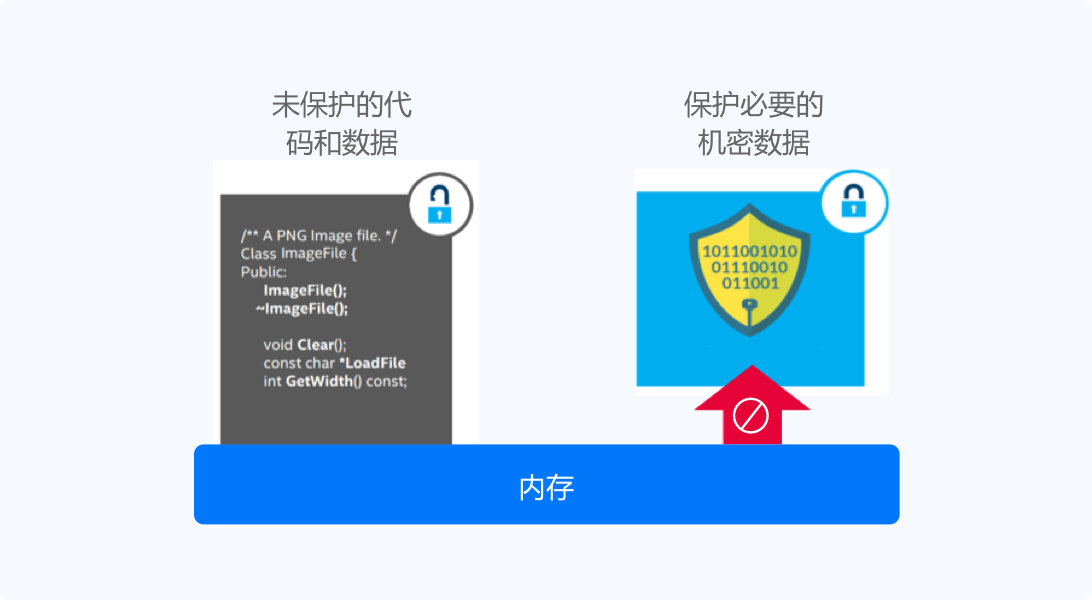 未保护的代
码和数据
/** A PNG Image file. */
Class ImageFile {
Public:
ImageFile();
~ImageFile();
void Clear();
const char *LoadFile
int GetWidth() const;
保护必要的
机密数据
1011001010
01110010
011001
内存